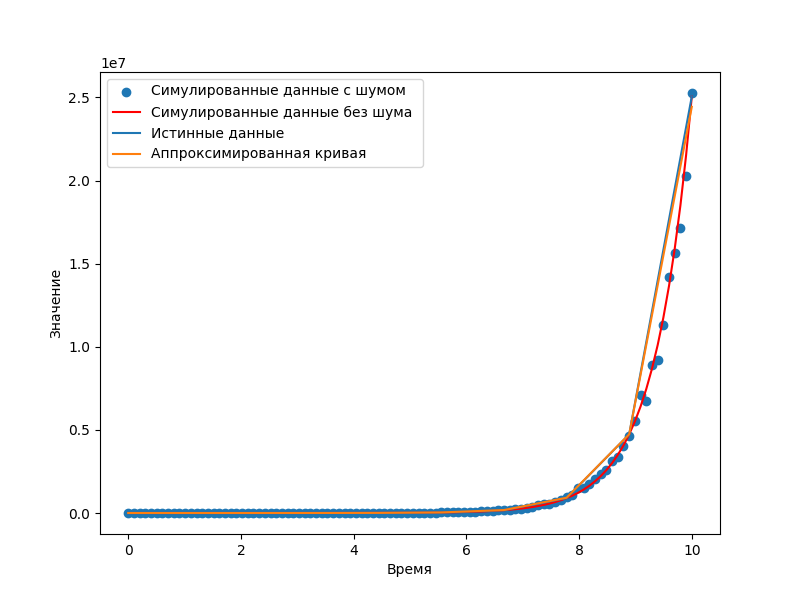 1e7
Симулированные данные с шумом
Симулированные данные без шума
Истинные данные
Аппроксимированная кривая
2.5
2.0
1.5
1.0
0.5
0.0
Значение
0 2 4 6 8 10
Время